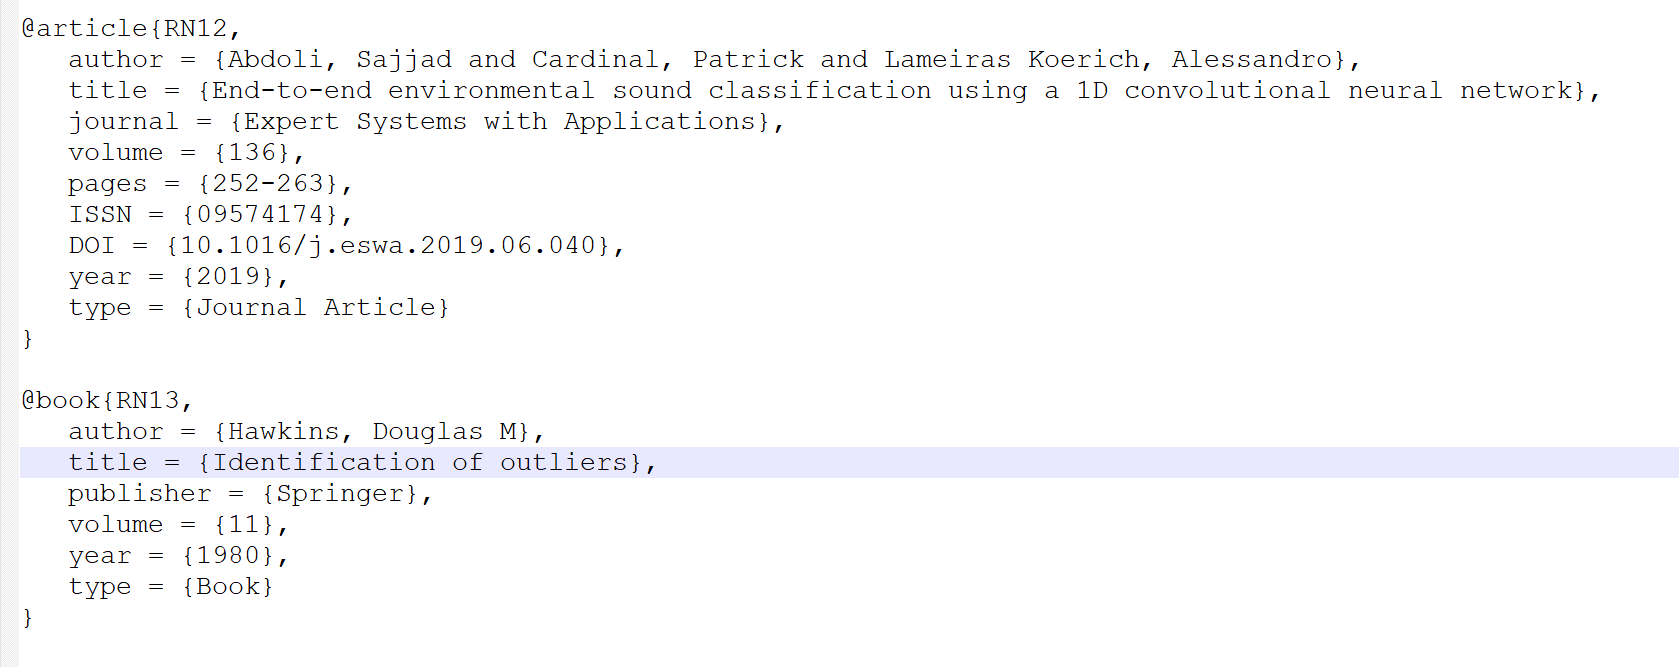 @article{RN12,
   author = {Abdoli, Sajjad and Cardinal, Patrick and Lameiras Koerich, Alessandro},
   title = {End-to-end environmental sound classification using a 1D convolutional neural network},
   journal = {Expert Systems with Applications},
   volume = {136},
   pages = {252-263},
   ISSN = {09574174},
   DOI = {10.1016/j.eswa.2019.06.040},
   year = {2019},
   type = {Journal Article}
}

@book{RN13,
   author = {Hawkins, Douglas M},
   title = {Identification of outliers},
   publisher = {Springer},
   volume = {11},
   year = {1980},
   type = {Book}
}